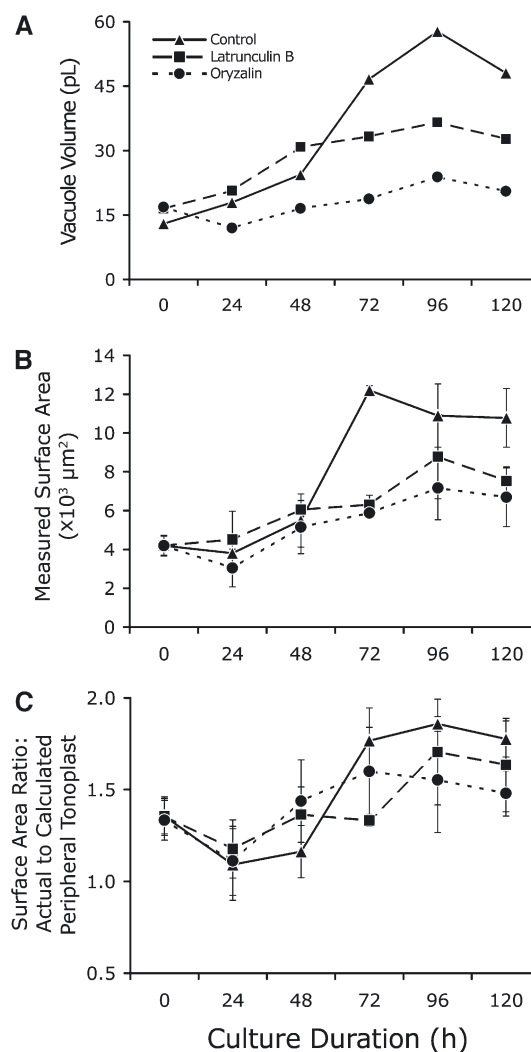 A
60
45
30
15
0
Vacuole Volume (pL)
Control
Latrunculin B
Oryzalin
0 24 48 72 96 120
B
14
12
10
8
6
4
2
0
Measured Surface Area
(x10³ µm²)
0 24 48 72 96 120
C
2.0
1.5
1.0
0.5
Surface Area Ratio:
Actual to Calculated
Peripheral Tonoplast
0 24 48 72 96 120
Culture Duration (h)